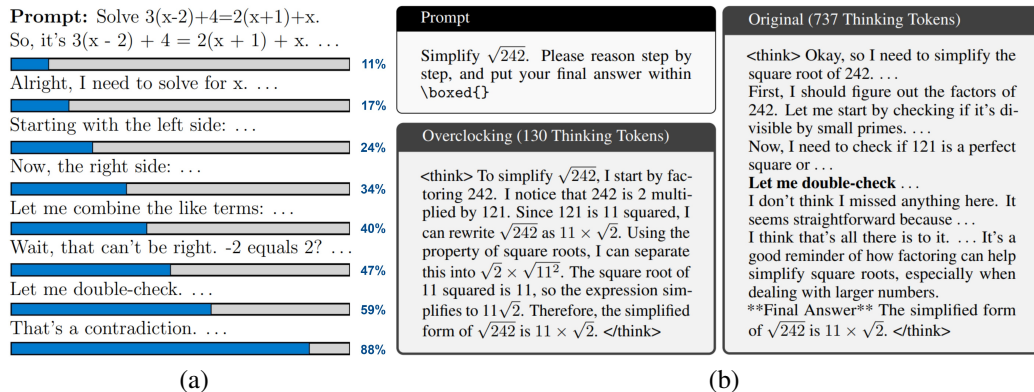 Prompt: Solve 3(x-2)+4=2(x+1)+x.
So, it's 3(x - 2) + 4 = 2(x + 1) + x. ...
11%
Alright, I need to solve for x. ...
17%
Starting with the left side: ...
24%
Now, the right side: ...
34%
Let me combine the like terms: ...
40%
Wait, that can't be right. -2 equals 2? ...
47%
Let me double-check. ...
59%
That's a contradiction. ...
88%
(a)
Prompt
Simplify √242. Please reason step by
step, and put your final answer within
\boxed{}
Overclocking (130 Thinking Tokens)
<think> To simplify √242, I start by fac-
toring 242. I notice that 242 is 2 multi-
plied by 121. Since 121 is 11 squared, I
can rewrite √242 as 11 × √2. Using the
property of square roots, I can separate
this into √2 × √11². The square root of
11 squared is 11, so the expression sim-
plifies to 11√2. Therefore, the simplified
form of √242 is 11 × √2. </think>
Original (737 Thinking Tokens)
<think> Okay, so I need to simplify the
square root of 242. ...
First, I should figure out the factors of
242. Let me start by checking if it's di-
visible by small primes. ...
Now, I need to check if 121 is a perfect
square or ...
Let me double-check ...
I don't think I missed anything here. It
seems straightforward because ...
I think that's all there is to it. ... It's a
good reminder of how factoring can help
simplify square roots, especially when
dealing with larger numbers.
**Final Answer** The simplified form
of √242 is 11 × √2. </think>
(b)